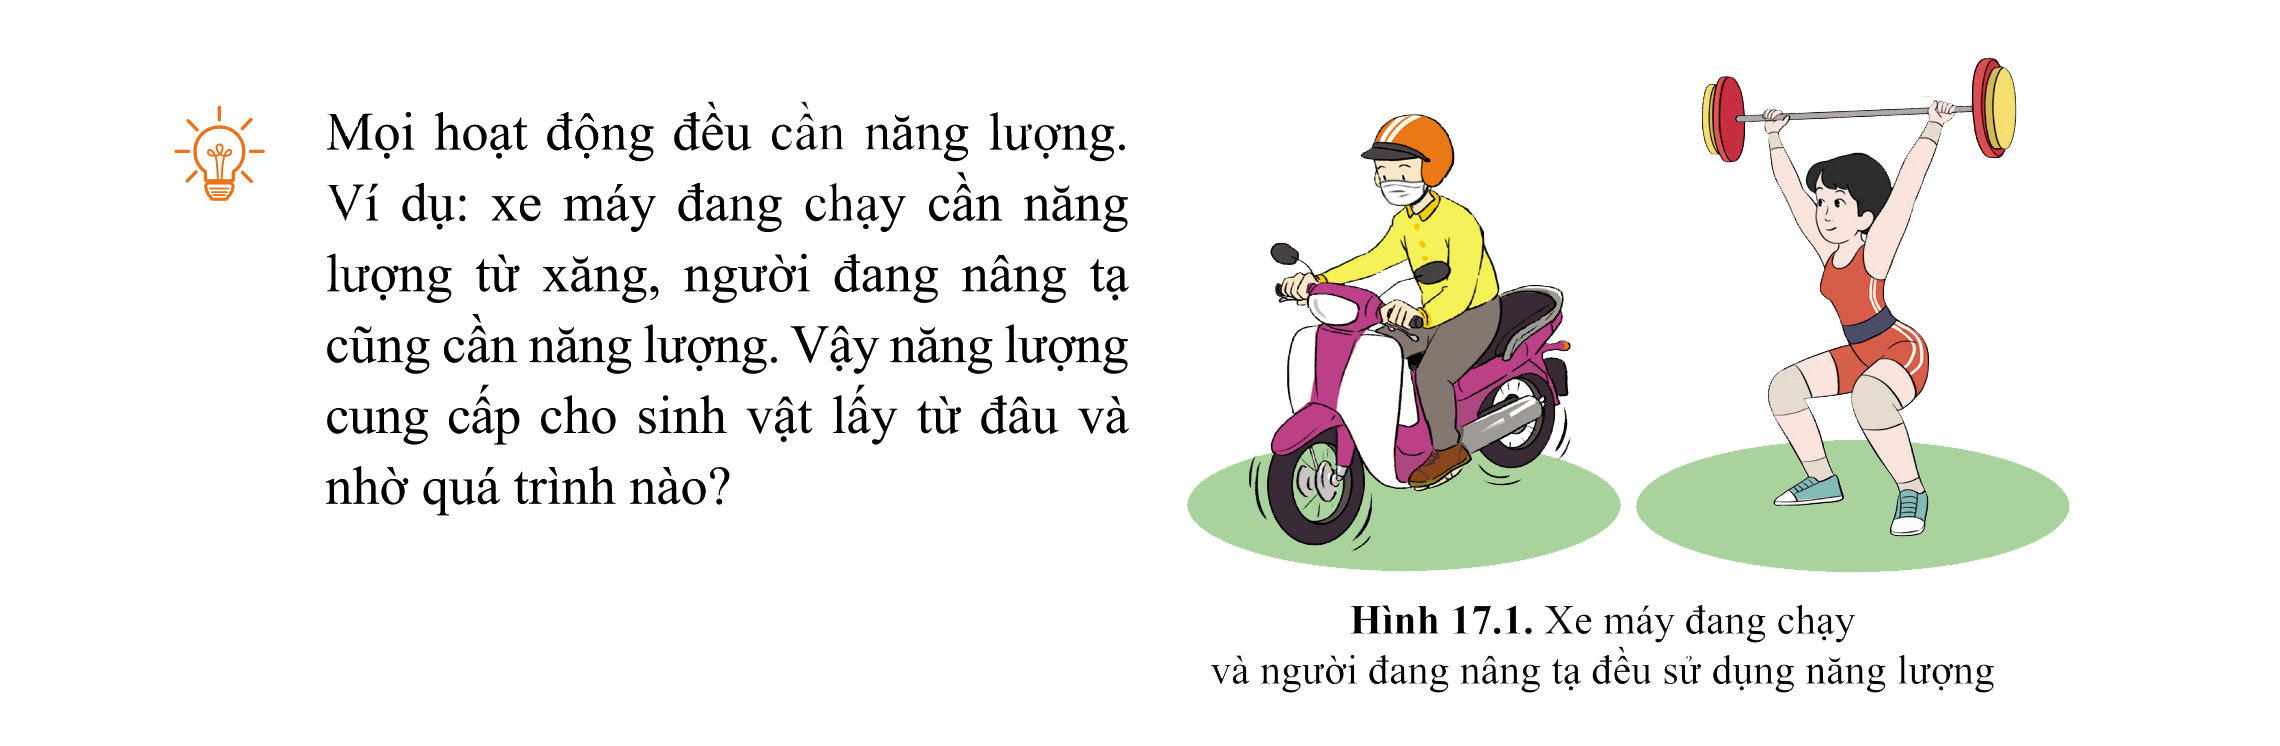 Mọi hoạt động đều cần năng lượng.
Ví dụ: xe máy đang chạy cần năng
lượng từ xăng, người đang nâng tạ
cũng cần năng lượng. Vậy năng lượng
cung cấp cho sinh vật lấy từ đâu và
nhờ quá trình nào?
Hình 17.1. Xe máy đang chạy
và người đang nâng tạ đều sử dụng năng lượng